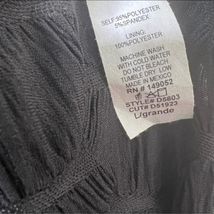 SELF:95%POLYESTER
5%SPANDEX
LINING:
100%POLYESTER
MACHINE WASH
WITH COLD WATER
DO NOT BLEACH
TUMBLE DRY LOW
MADE IN MEXICO
RN # 149052
STYLE# D5803
CUT# D51923
L/grande